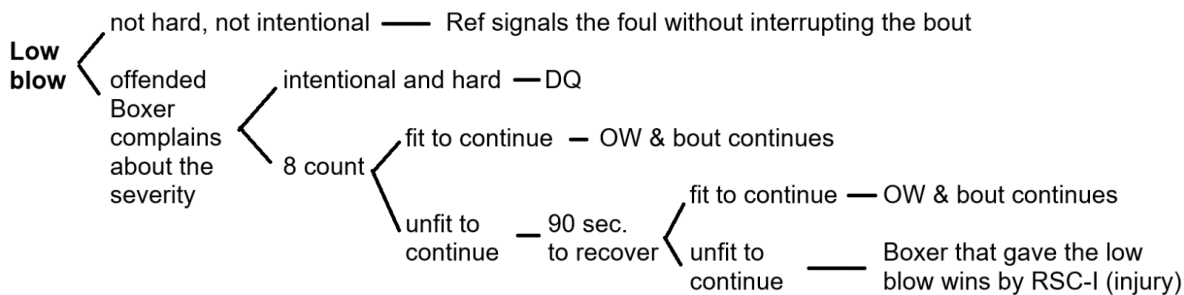 not hard, not intentional
Ref signals the foul without interrupting the bout
Low
blow
offended
Boxer
complains
about the
severity
intentional and hard
DQ
8 count
fit to continue
OW & bout continues
unfit to
continue
90 sec.
to recover
fit to continue
OW & bout continues
unfit to
continue
Boxer that gave the low
blow wins by RSC-I (injury)